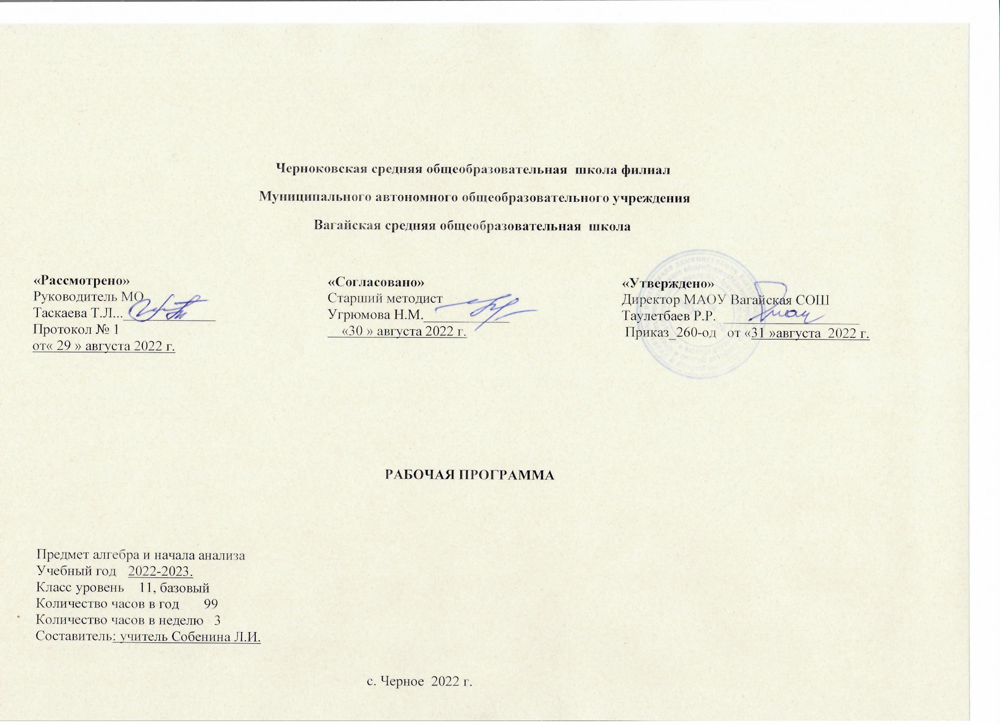 Черноковская средняя общеобразовательная школа филиал
Муниципального автономного общеобразовательного учреждения
Вагайская средняя общеобразовательная школа
«Рассмотрено»
Руководитель МО
Таскаева Т.Л...______________
Протокол № 1
от« 29 » августа 2022 г.
«Согласовано»
Старший методист
Угрюмова Н.М._____________
«30 » августа 2022 г.
«Утверждено»
Директор МАОУ Вагайская СОШ
Таулетбаев Р.Р. ____________________
Приказ_260-од от «31 »августа 2022 г.
РАБОЧАЯ ПРОГРАММА
Предмет алгебра и начала анализа
Учебный год 2022-2023.
Класс уровень 11, базовый
Количество часов в год 99
Количество часов в неделю 3
Составитель: учитель Собенина Л.И.
с. Черное 2022 г.